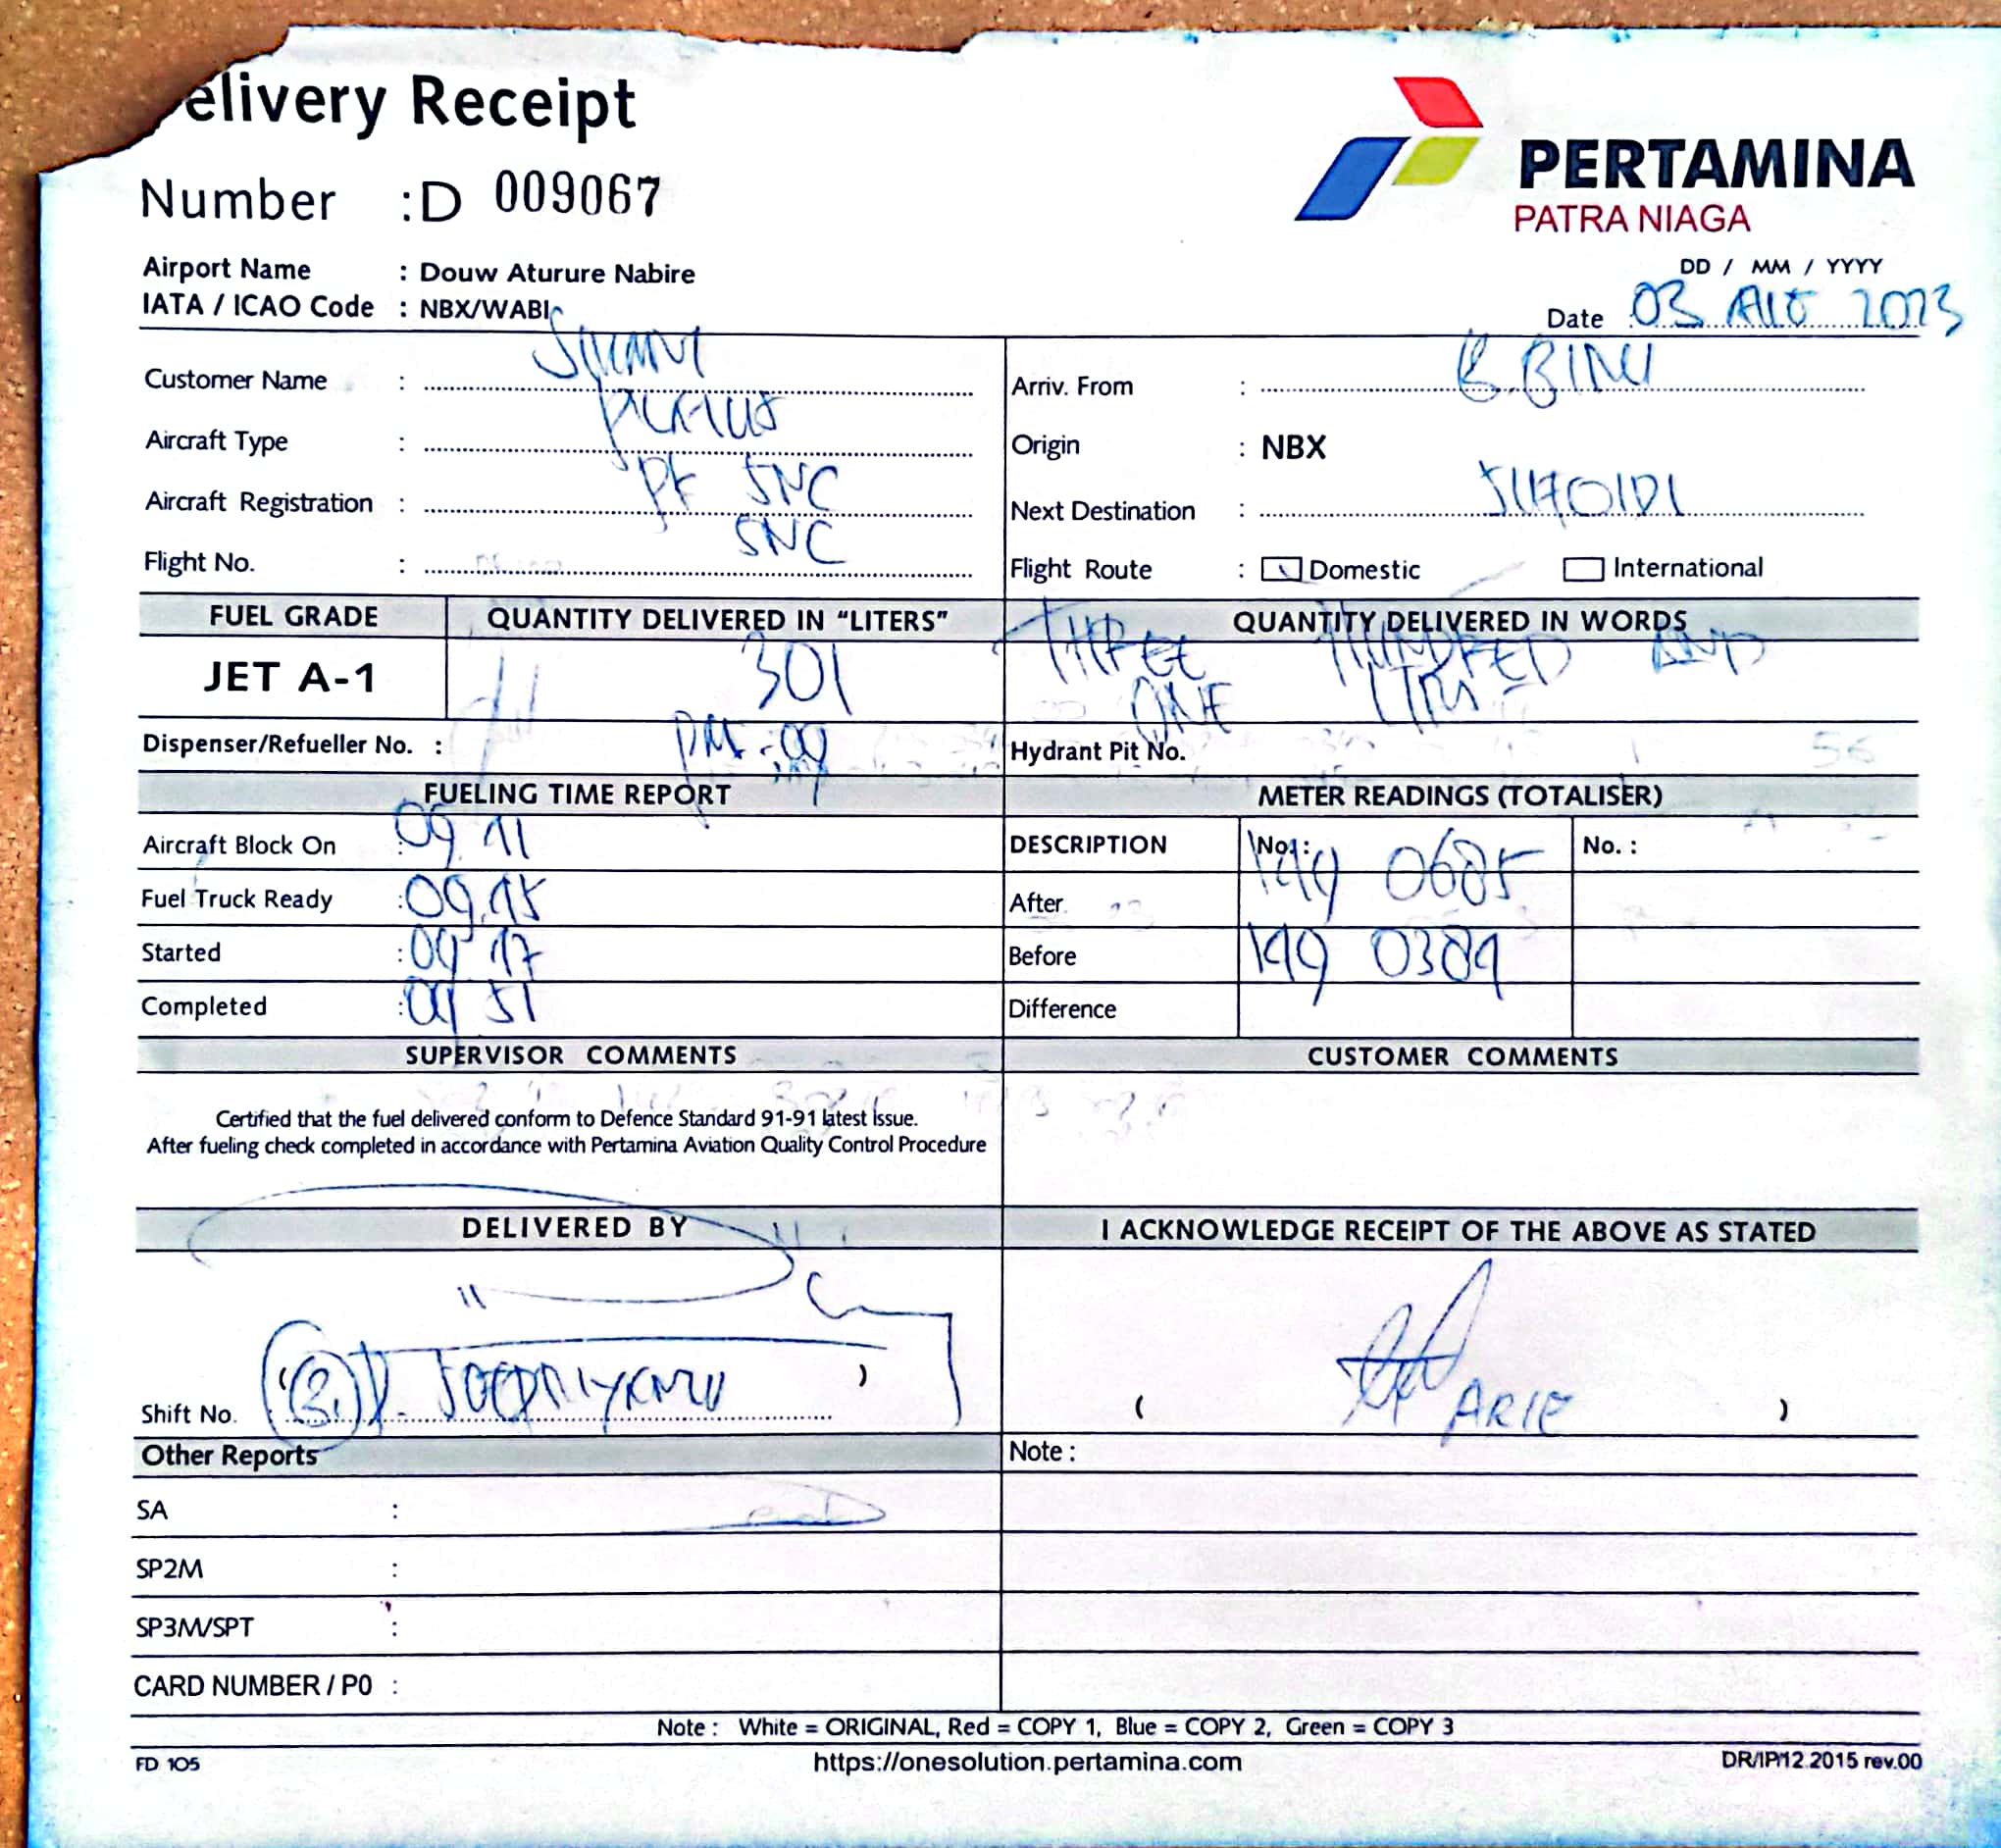 elivery Receipt
Number : D 009067
PERTAMINA
PATRA NIAGA
Airport Name : Douw Aturure Nabire
IATA / ICAO Code : NBX/WABI
DD / MM / YYYY
Date 03 2023
Customer Name :
Arriv. From :
Aircraft Type :
Origin : NBX
Aircraft Registration : PK SNC
Next Destination :
Flight No. : SNC
Flight Route : Domestic International
FUEL GRADE QUANTITY DELIVERED IN "LITERS" QUANTITY DELIVERED IN WORDS
JET A-1 301 THREE HUNDRED AND
ONE
Dispenser/Refueller No. :
Hydrant Pit No.
FUELING TIME REPORT METER READINGS (TOTALISER)
Aircraft Block On : 09.11
DESCRIPTION No. : No. :
Fuel Truck Ready : 09.15
After 149 0685
Started : 09 17
Before 149 0384
Completed : 09 51
Difference
SUPERVISOR COMMENTS CUSTOMER COMMENTS
Certified that the fuel delivered conform to Defence Standard 91-91 latest issue.
After fueling check completed in accordance with Pertamina Aviation Quality Control Procedure
DELIVERED BY I ACKNOWLEDGE RECEIPT OF THE ABOVE AS STATED
Shift No. ( ) ( ARIE )
Other Reports Note :
SA :
SP2M :
SP3M/SPT :
CARD NUMBER / PO :
Note : White = ORIGINAL, Red = COPY 1, Blue = COPY 2, Green = COPY 3
FD 105 https://onesolution.pertamina.com DR/IP/12.2015 rev.00